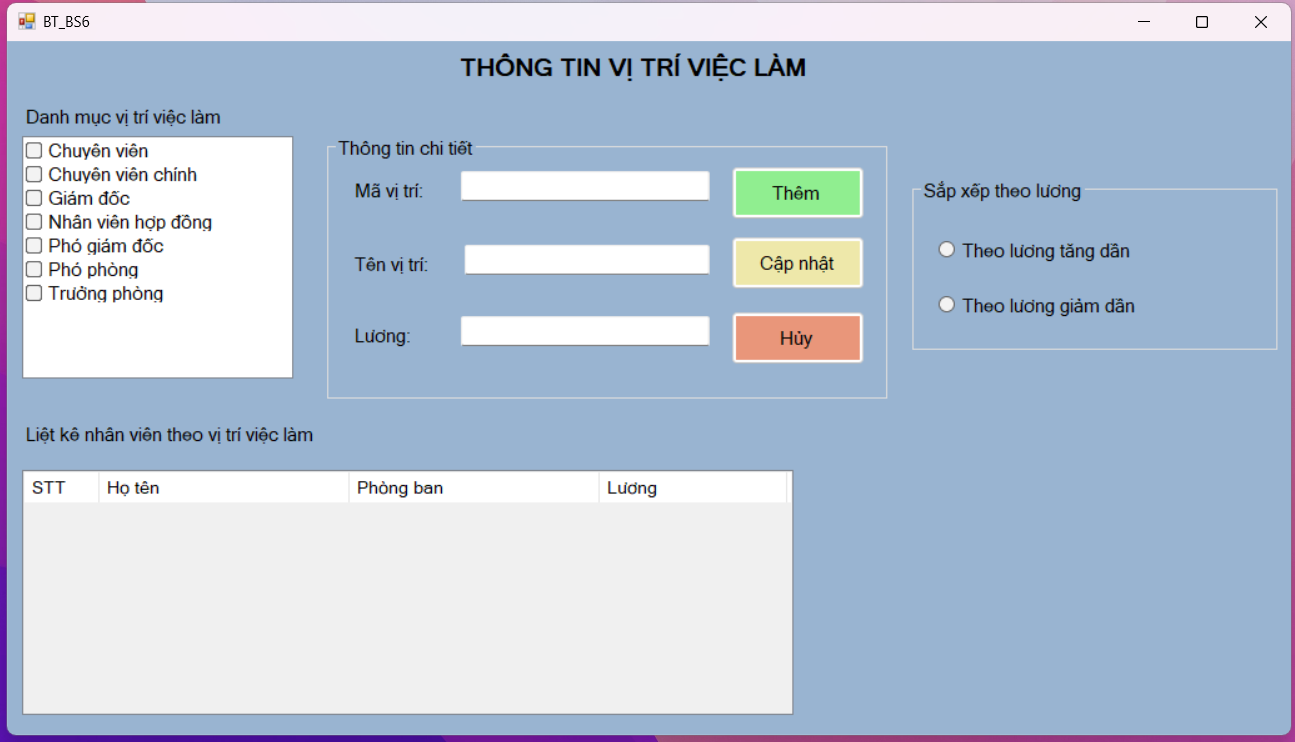 BT_BS6
THÔNG TIN VỊ TRÍ VIỆC LÀM
Danh mục vị trí việc làm
Chuyên viên
Chuyên viên chính
Giám đốc
Nhân viên hợp đồng
Phó giám đốc
Phó phòng
Trưởng phòng
Thông tin chi tiết
Mã vị trí:
Thêm
Tên vị trí:
Cập nhật
Lương:
Hủy
Sắp xếp theo lương
Theo lương tăng dần
Theo lương giảm dần
Liệt kê nhân viên theo vị trí việc làm
STT Họ tên Phòng ban Lương